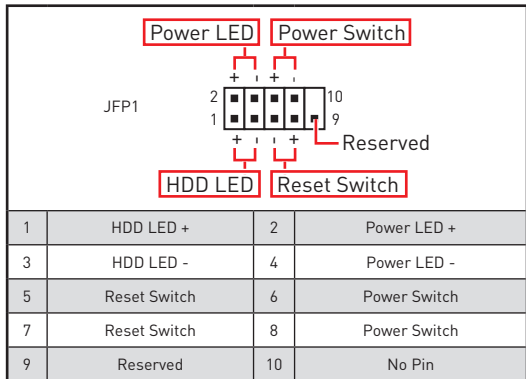 Power LED Power Switch
+ - + -
2 10
JFP1
1 9
+ - - +
Reserved
HDD LED Reset Switch
1 HDD LED + 2 Power LED +
3 HDD LED - 4 Power LED -
5 Reset Switch 6 Power Switch
7 Reset Switch 8 Power Switch
9 Reserved 10 No Pin